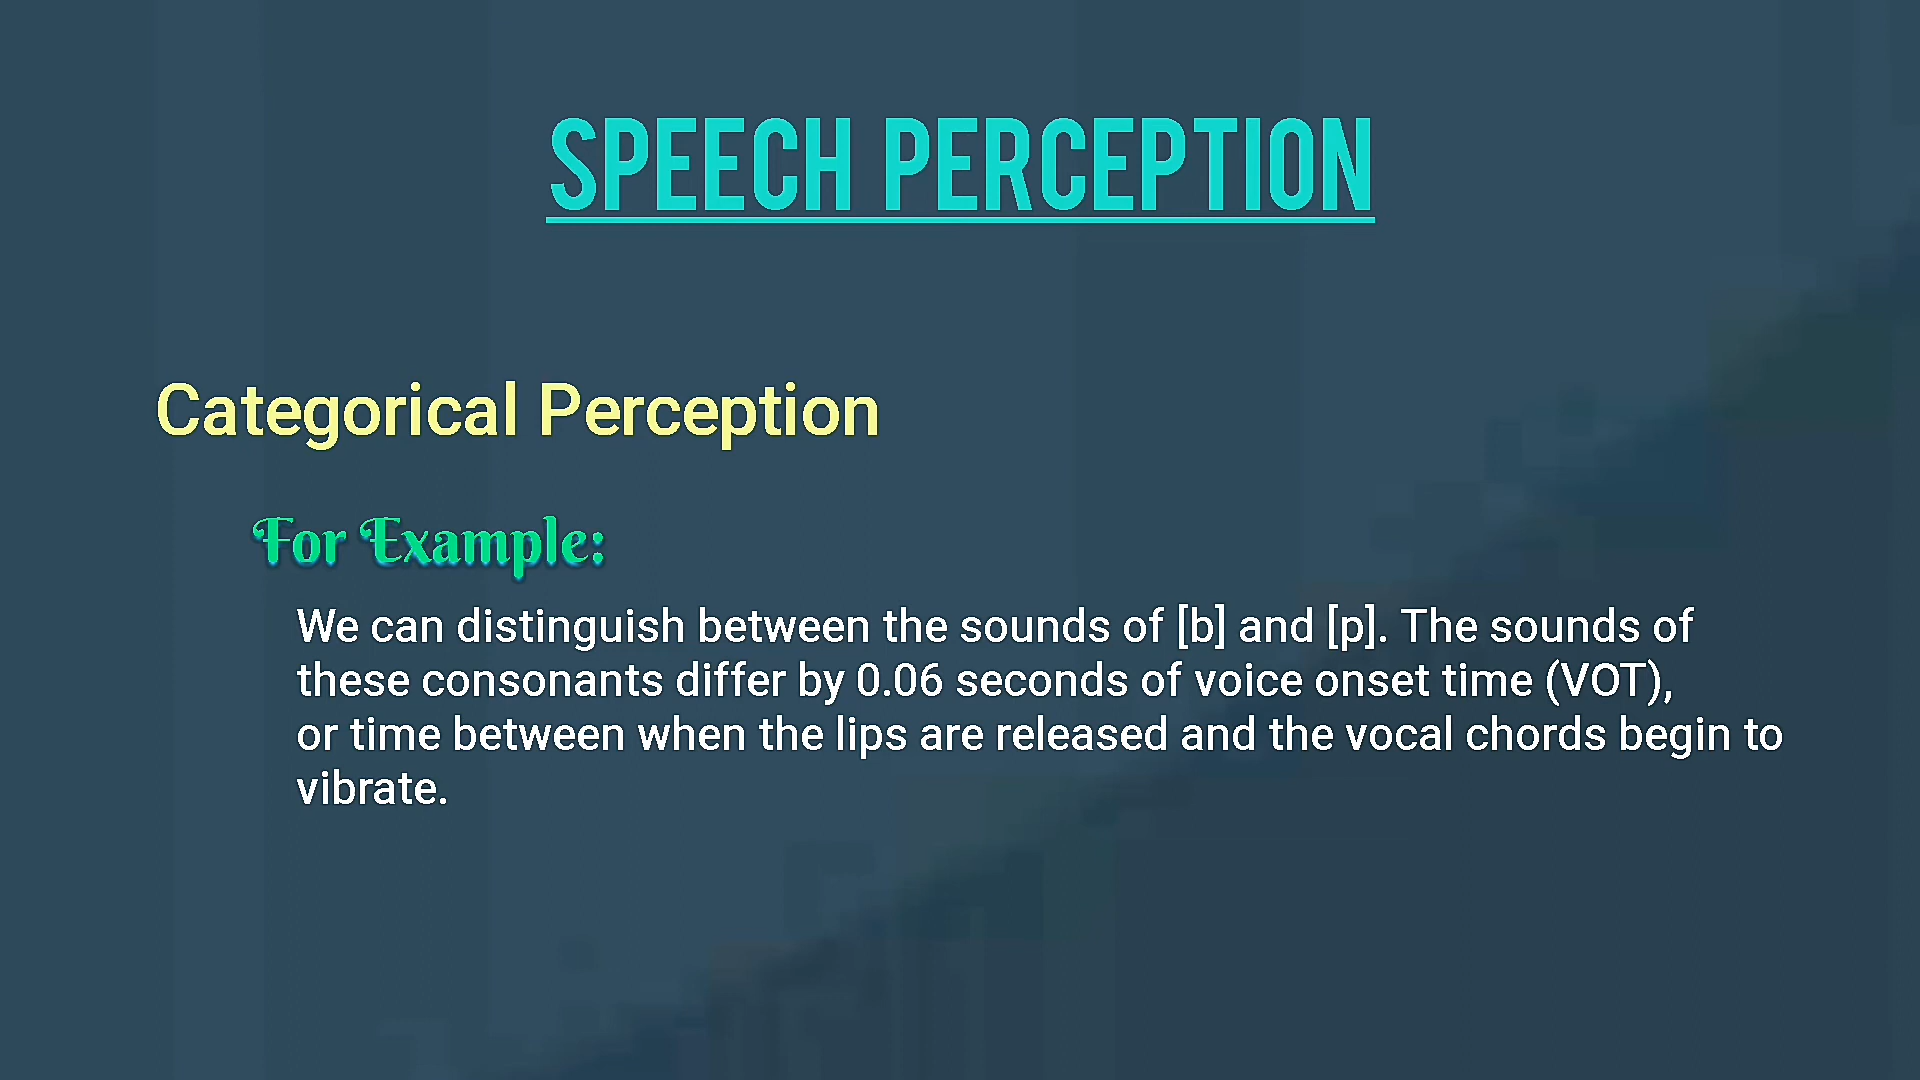 SPEECH PERCEPTION
Categorical Perception
For Example:
We can distinguish between the sounds of [b] and [p]. The sounds of
these consonants differ by 0.06 seconds of voice onset time (VOT),
or time between when the lips are released and the vocal chords begin to
vibrate.